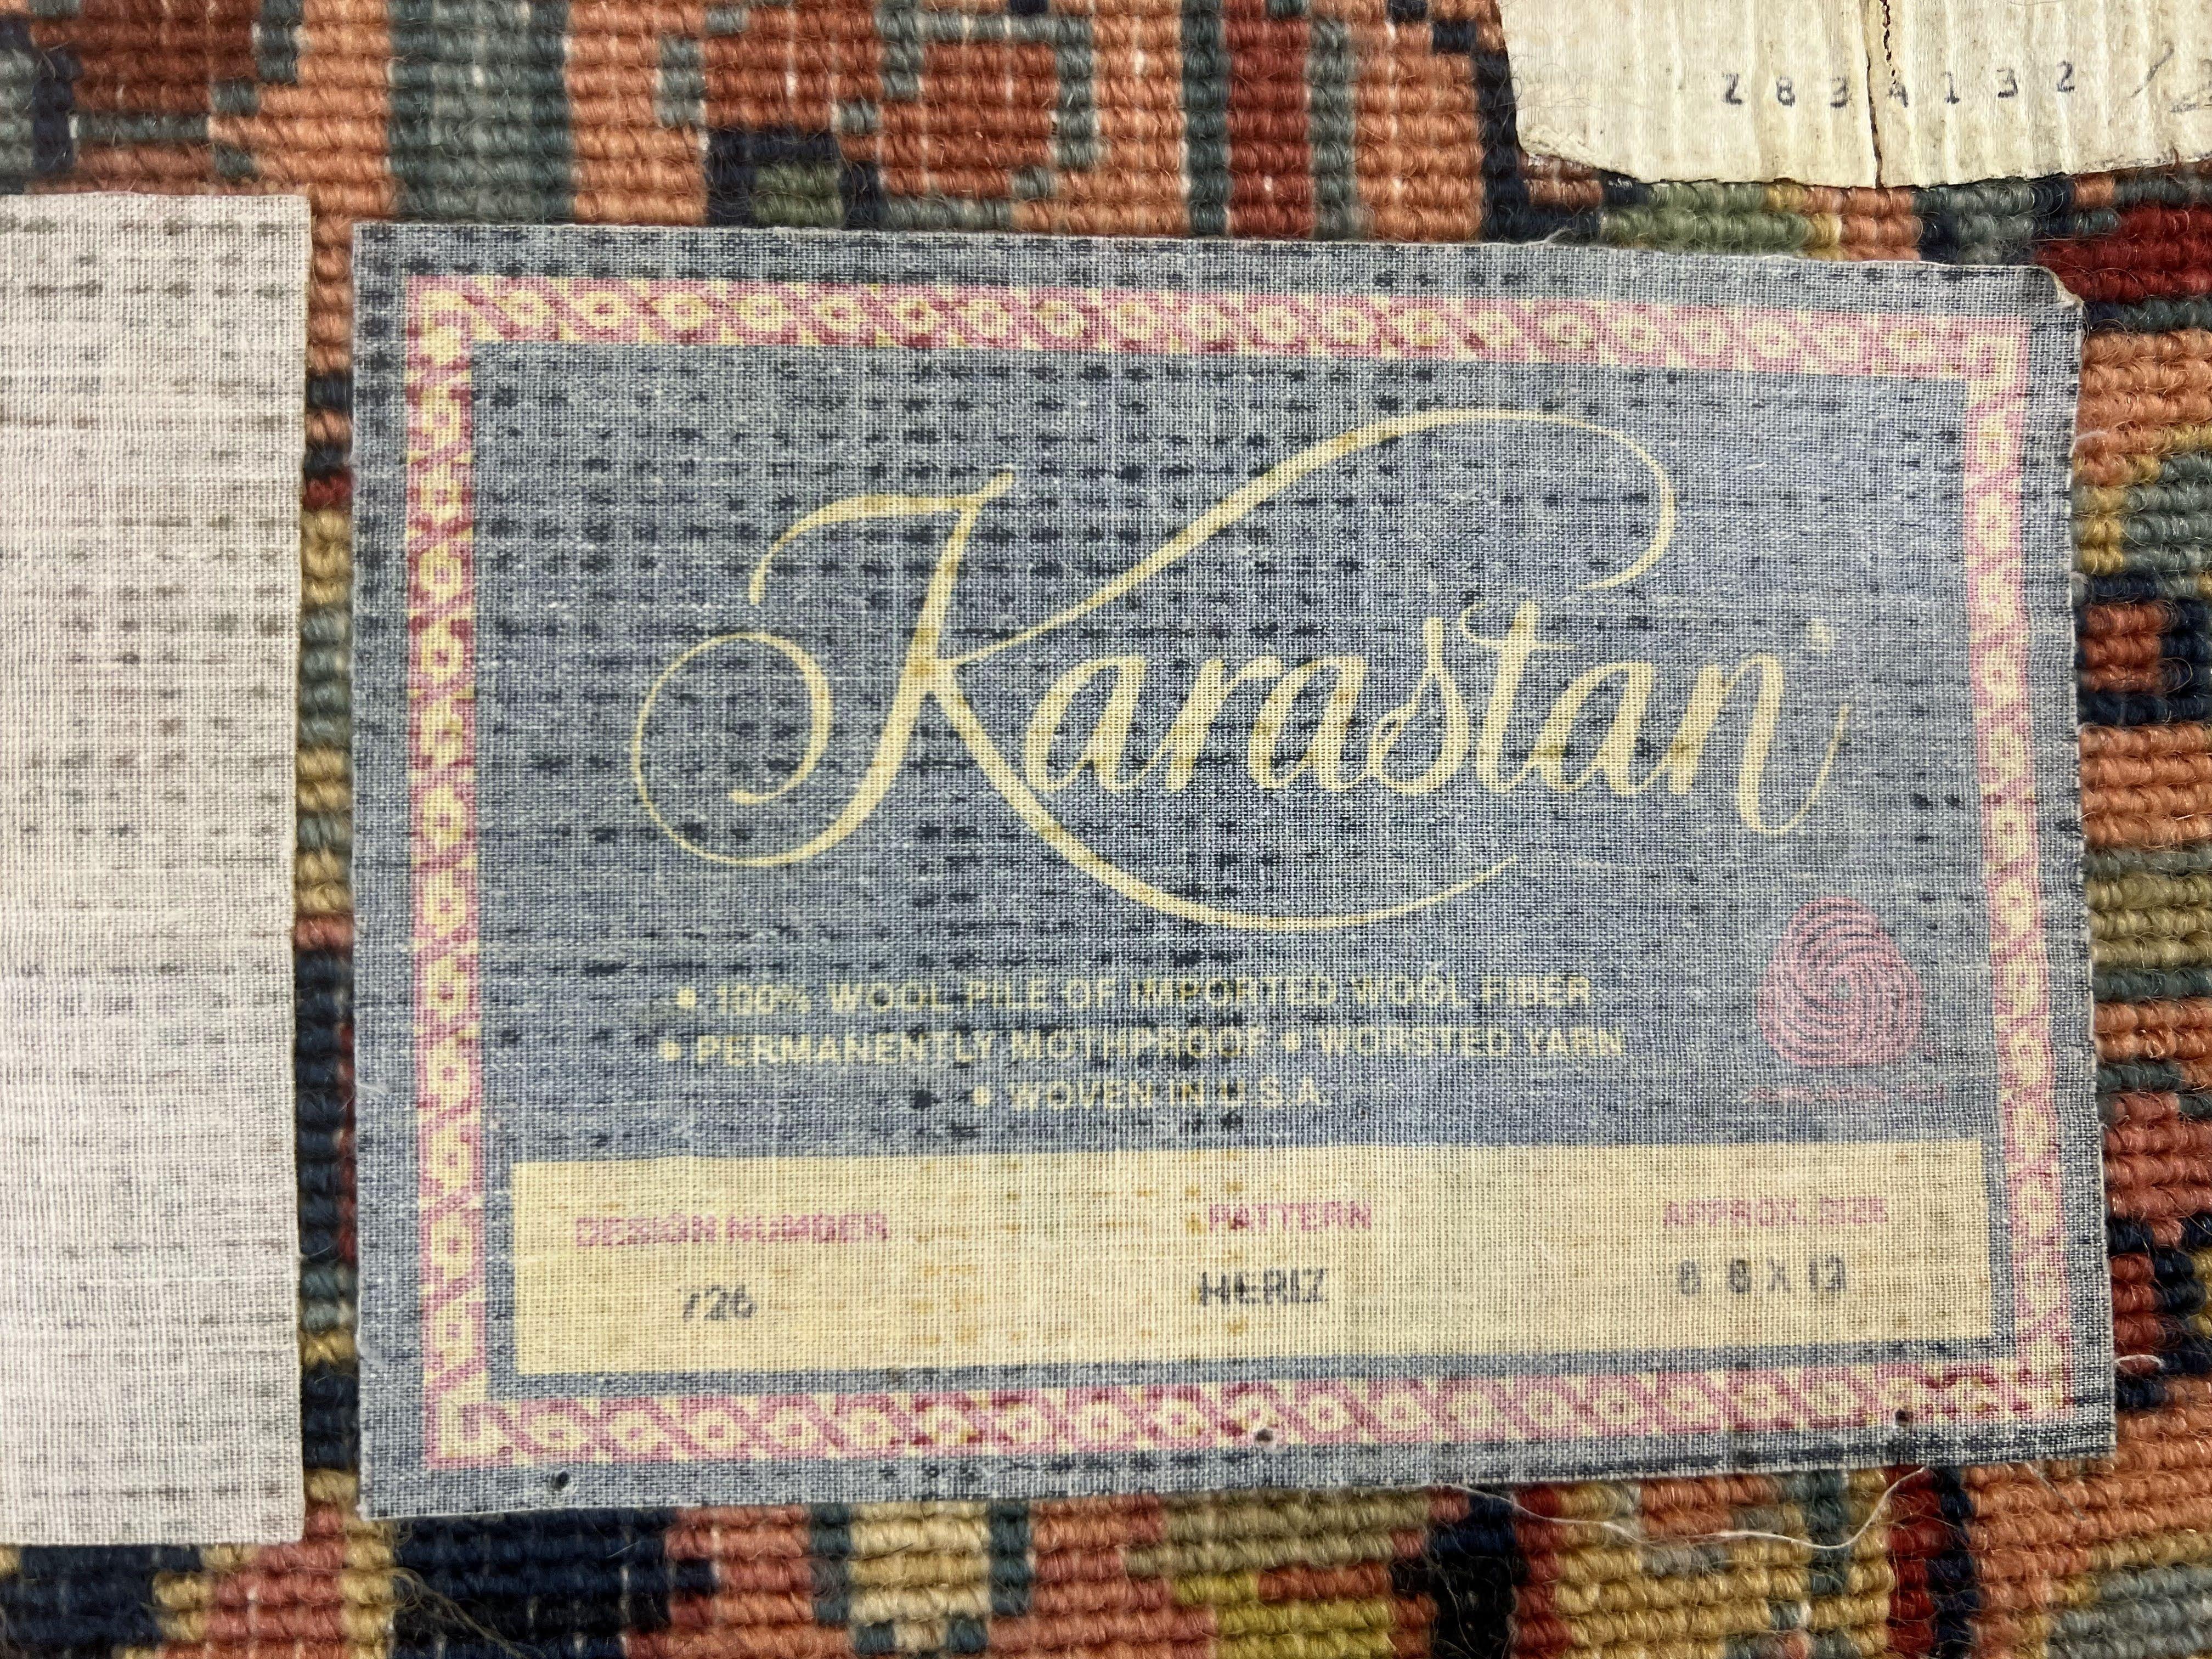 2834132
Karastan
• 100% WOOL PILE OF IMPORTED WOOL FIBER
• PERMANENTLY MOTHPROOF • WORSTED YARN
• WOVEN IN U.S.A.
DESIGN NUMBER PATTERN APPROX. SIZE
726 HERIZ 8 8 X 12